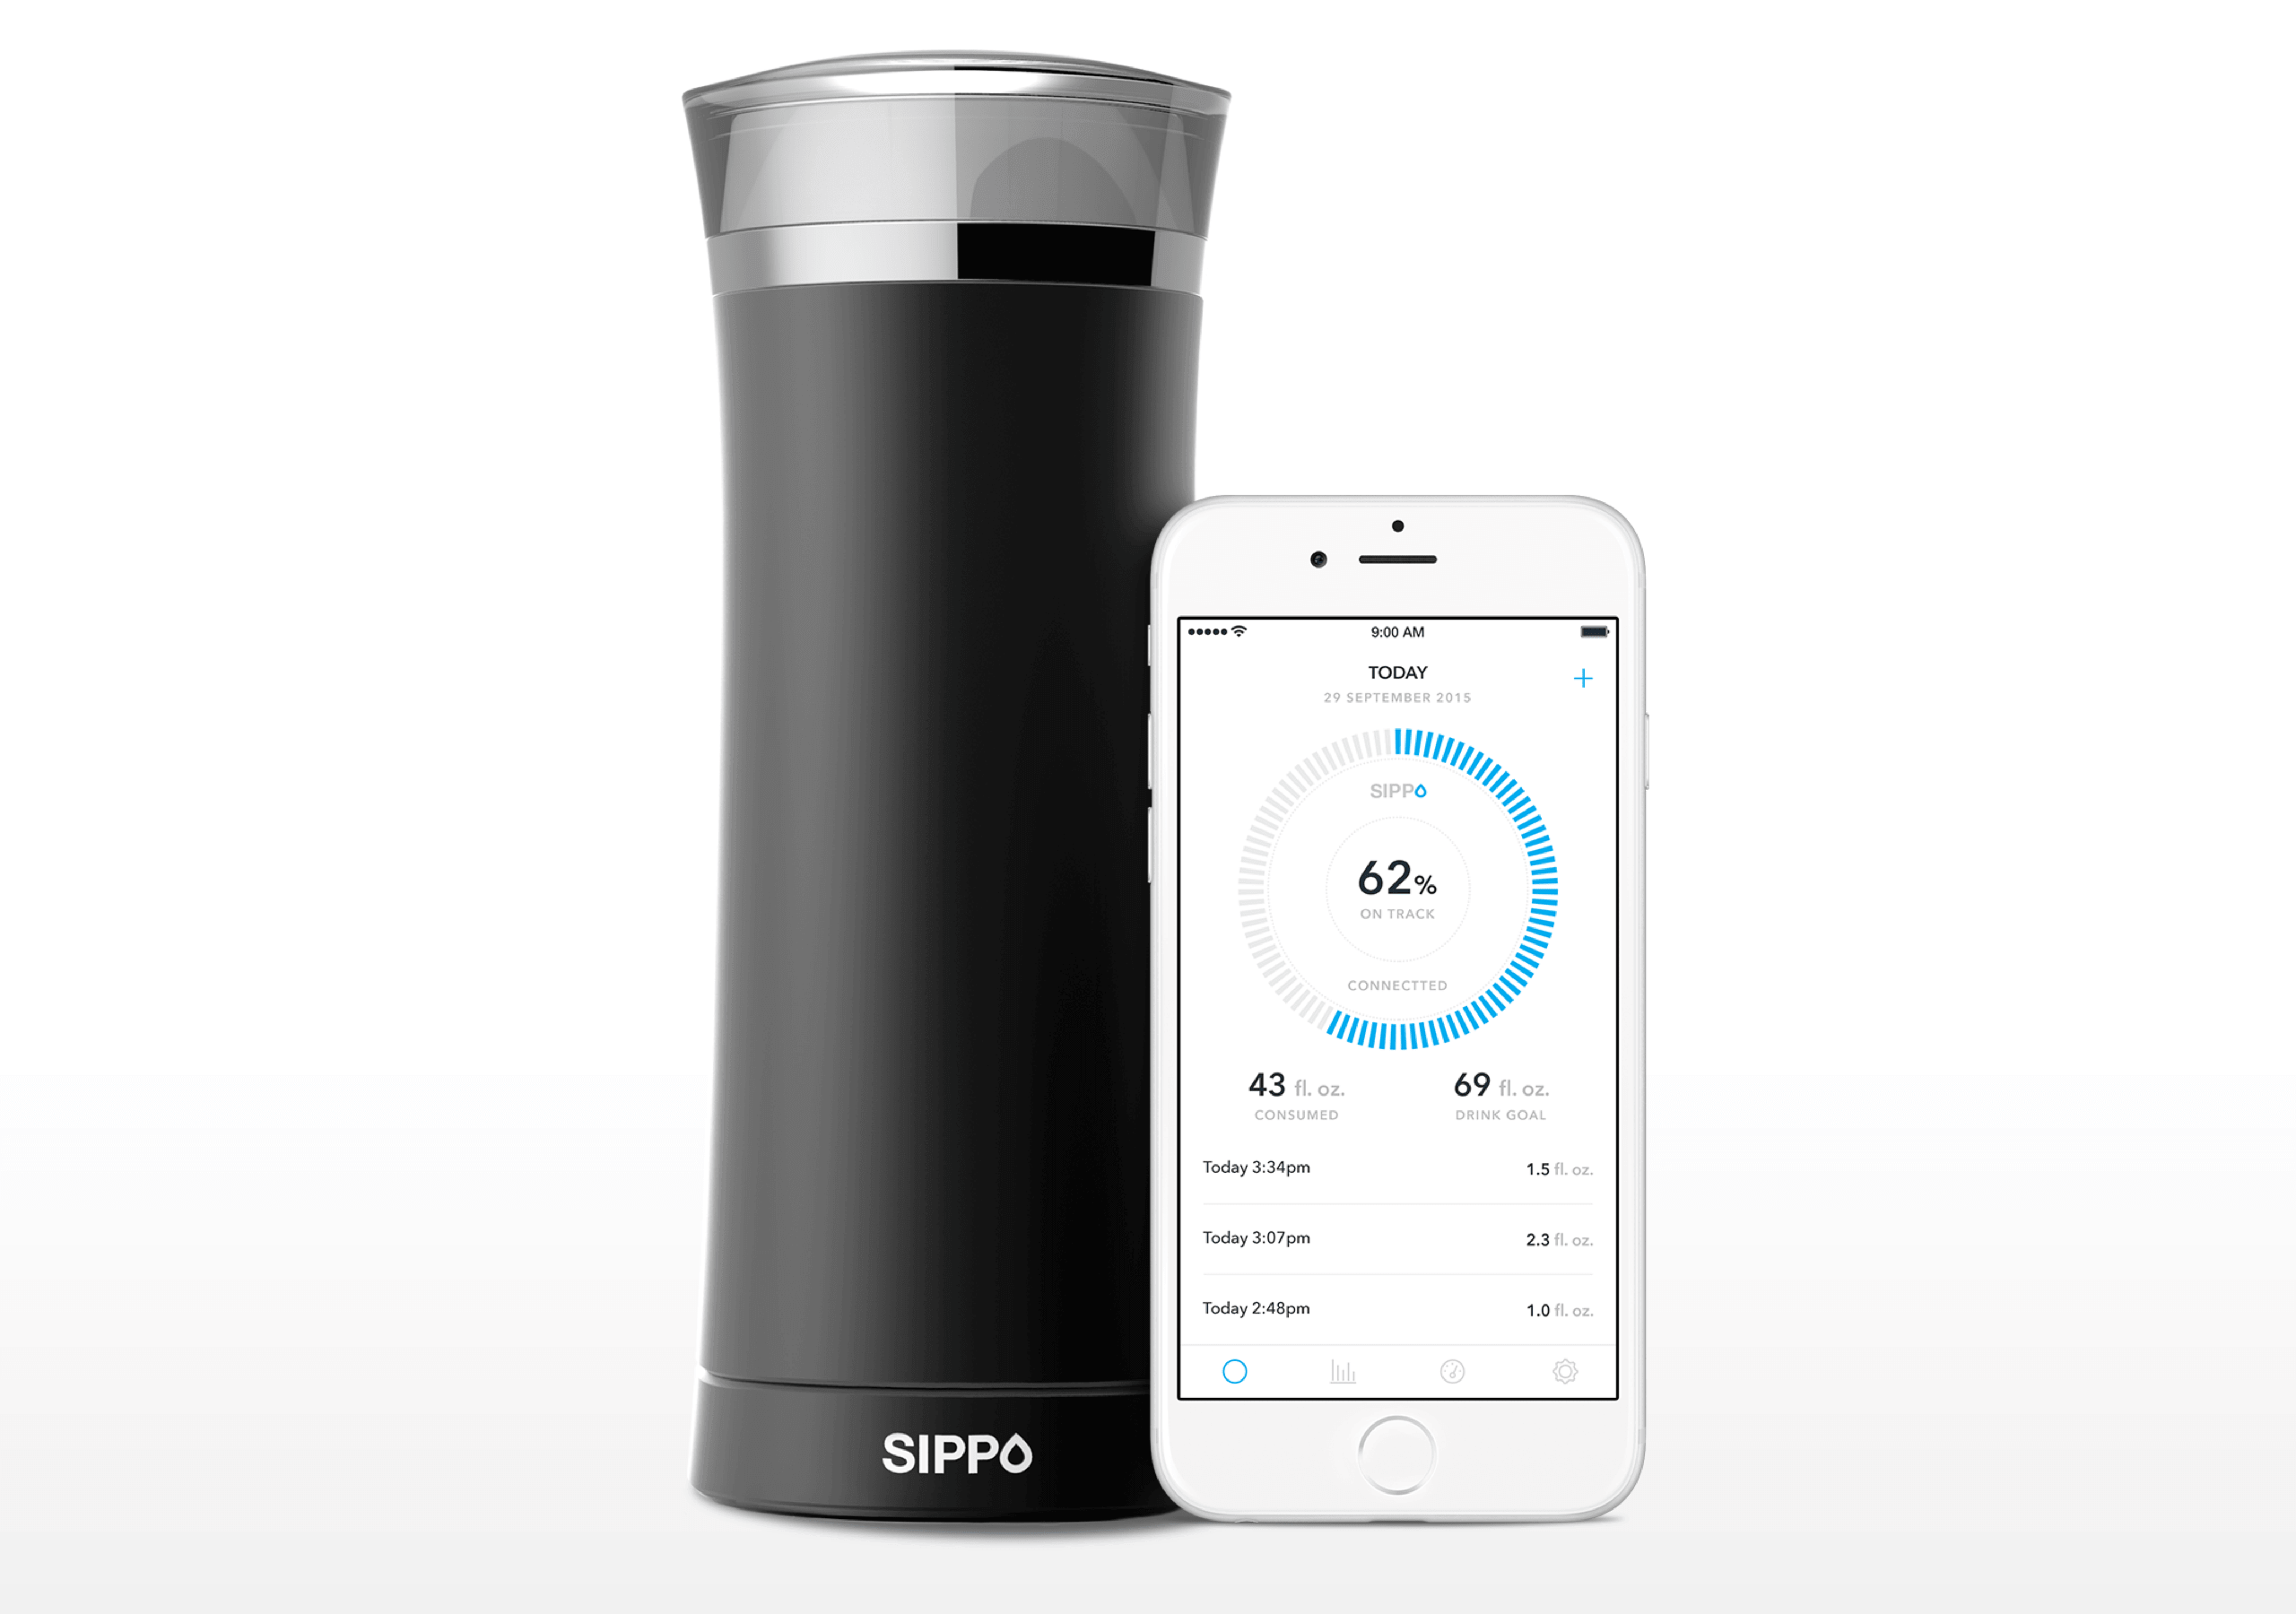 9:00 AM
TODAY
29 SEPTEMBER 2015
SIPPO
62%
ON TRACK
CONNECTTED
43 fl. oz. 69 fl. oz.
CONSUMED DRINK GOAL
Today 3:34pm 1.5 fl. oz.
Today 3:07pm 2.3 fl. oz.
Today 2:48pm 1.0 fl. oz.
SIPPO